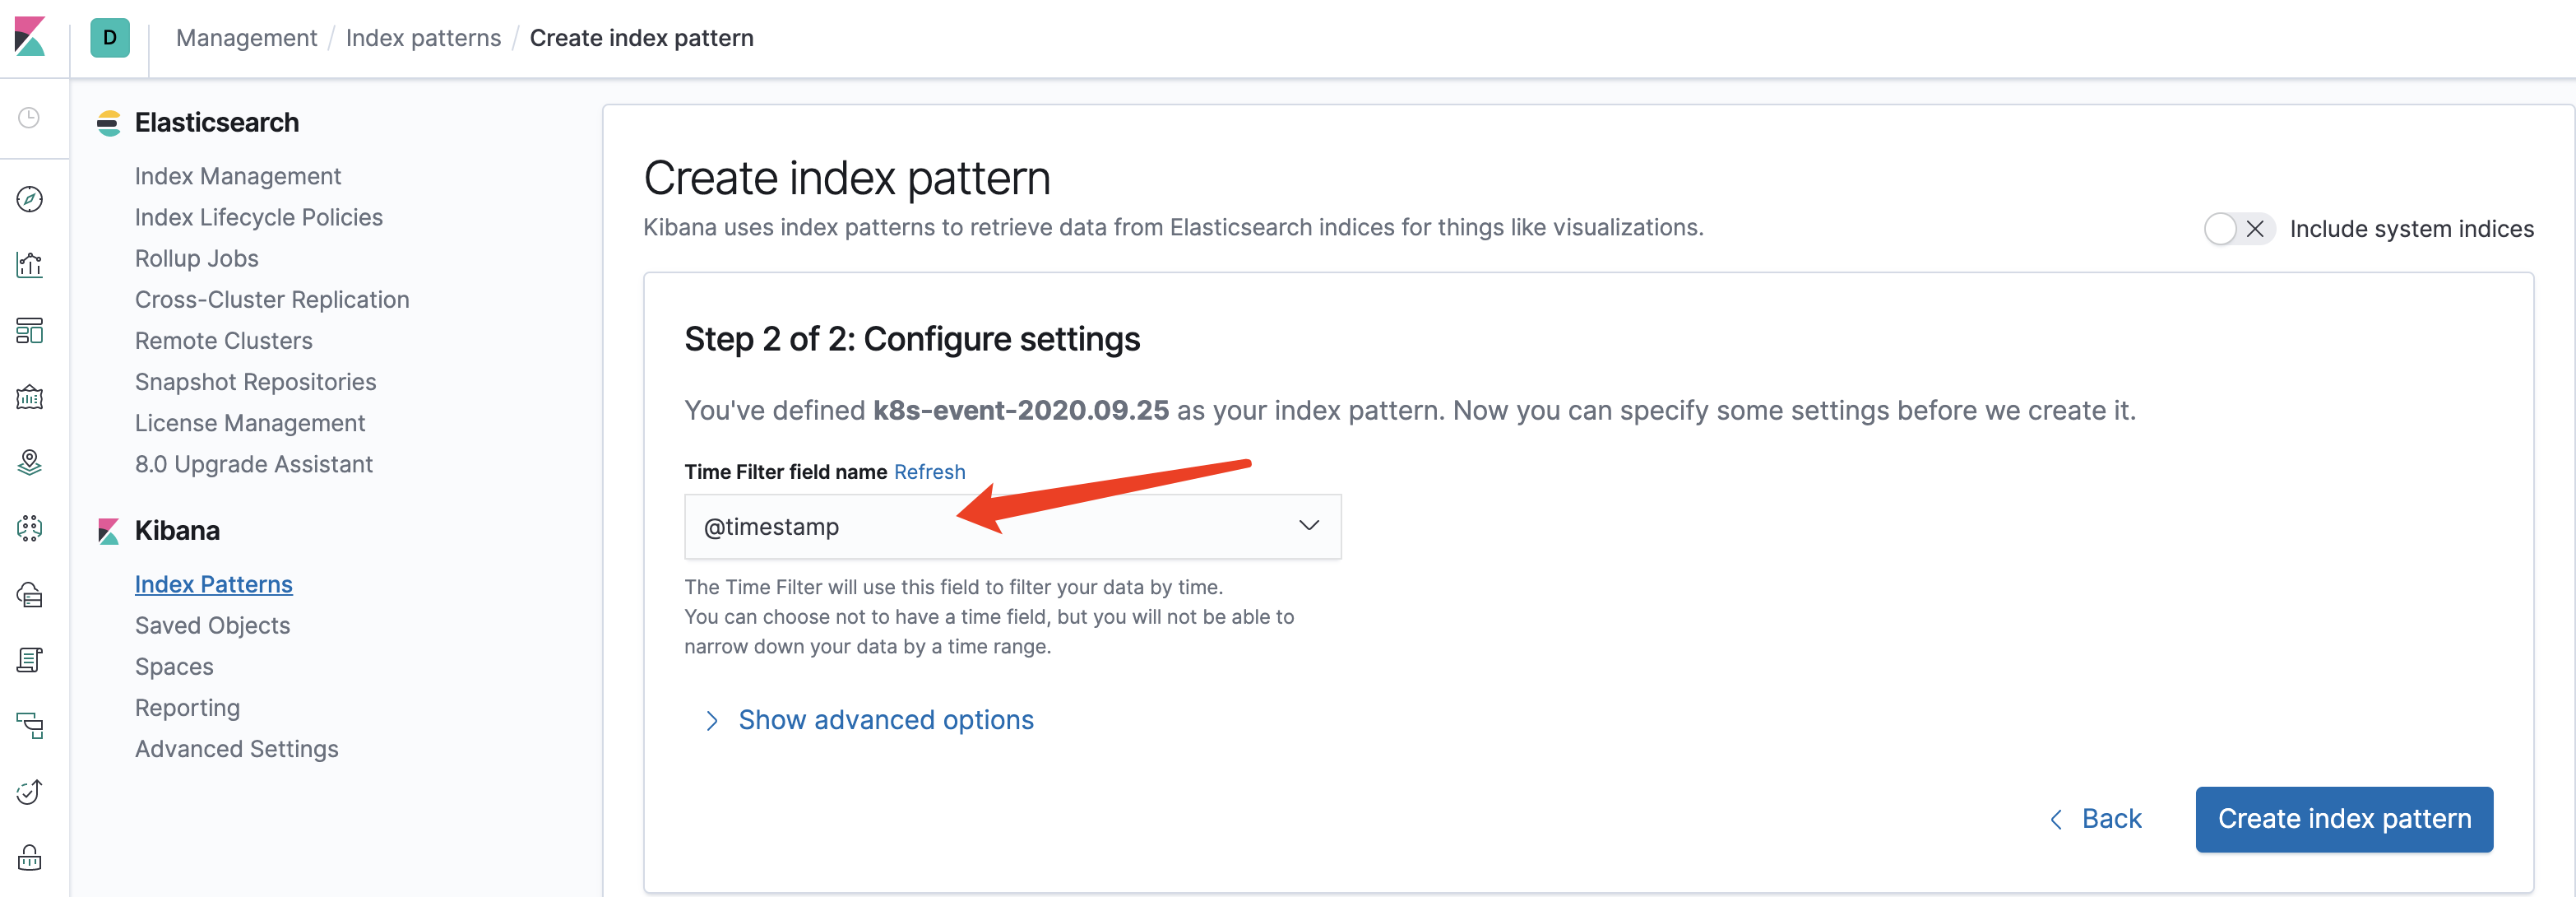 D Management / Index patterns / Create index pattern
Elasticsearch
Index Management
Index Lifecycle Policies
Rollup Jobs
Cross-Cluster Replication
Remote Clusters
Snapshot Repositories
License Management
8.0 Upgrade Assistant
Kibana
Index Patterns
Saved Objects
Spaces
Reporting
Advanced Settings
Create index pattern
Kibana uses index patterns to retrieve data from Elasticsearch indices for things like visualizations.
Include system indices
Step 2 of 2: Configure settings
You've defined k8s-event-2020.09.25 as your index pattern. Now you can specify some settings before we create it.
Time Filter field name Refresh
@timestamp
The Time Filter will use this field to filter your data by time.
You can choose not to have a time field, but you will not be able to
narrow down your data by a time range.
Show advanced options
Back
Create index pattern